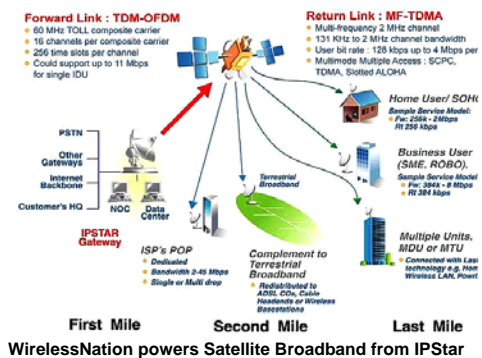 Forward Link : TDM-OFDM
60 MHz TOLL composite carrier
16 channels per composite carrier
256 time slots per channel
Could support up to 11 Mbps
for single IDU
Return Link : MF-TDMA
Multi-frequency 2 MHz channel
131 KHz to 2 MHz channel bandwidth
User bit rate : 128 kbps up to 4 Mbps per
Multimode Multiple Access : SCPC,
TDMA, Slotted ALOHA
Home User/ SOHO
Sample Service Model:
Fw: 256k - 2Mbps
Rt 256 kbps
PSTN
Other
Gateways
Internet
Backbone
Customer's HQ
NOC
Data
Center
IPSTAR
Gateway
Terrestrial
Broadband
Business User
(SME, ROBO).
Sample Service Model:
Fw: 384k - 8 Mbps
Rt 384 kbps
ISP's POP
Dedicated
Bandwidth 2-45 Mbps
Single or Multi drop
Complement to
Terrestrial
Broadband
Redistributed to
ADSL COs, Cable
Headends or Wireless
Basestations
Multiple Units,
MDU or MTU
Connected with Las
technology e.g. Hom
Wireless LAN, Powrl
First Mile
Second Mile
Last Mile
WirelessNation powers Satellite Broadband from IPStar